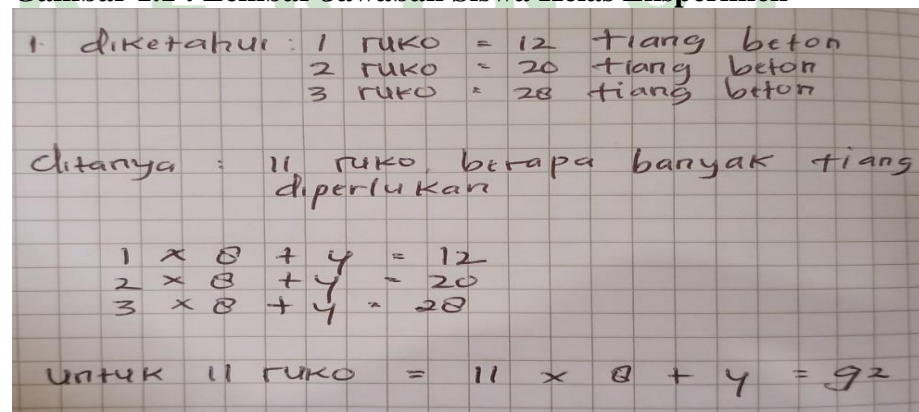 Gambar 2.1 : Lembar Jawaban Siswa Kelas Eksperimen
1. diketahui : 1 ruko = 12 tiang beton
2 ruko = 20 tiang beton
3 ruko = 28 tiang beton
ditanya : 11 ruko berapa banyak tiang
diperlukan
1 x 8 + 4 = 12
2 x 8 + 4 = 20
3 x 8 + 4 = 28
untuk 11 ruko = 11 x 8 + 4 = 92